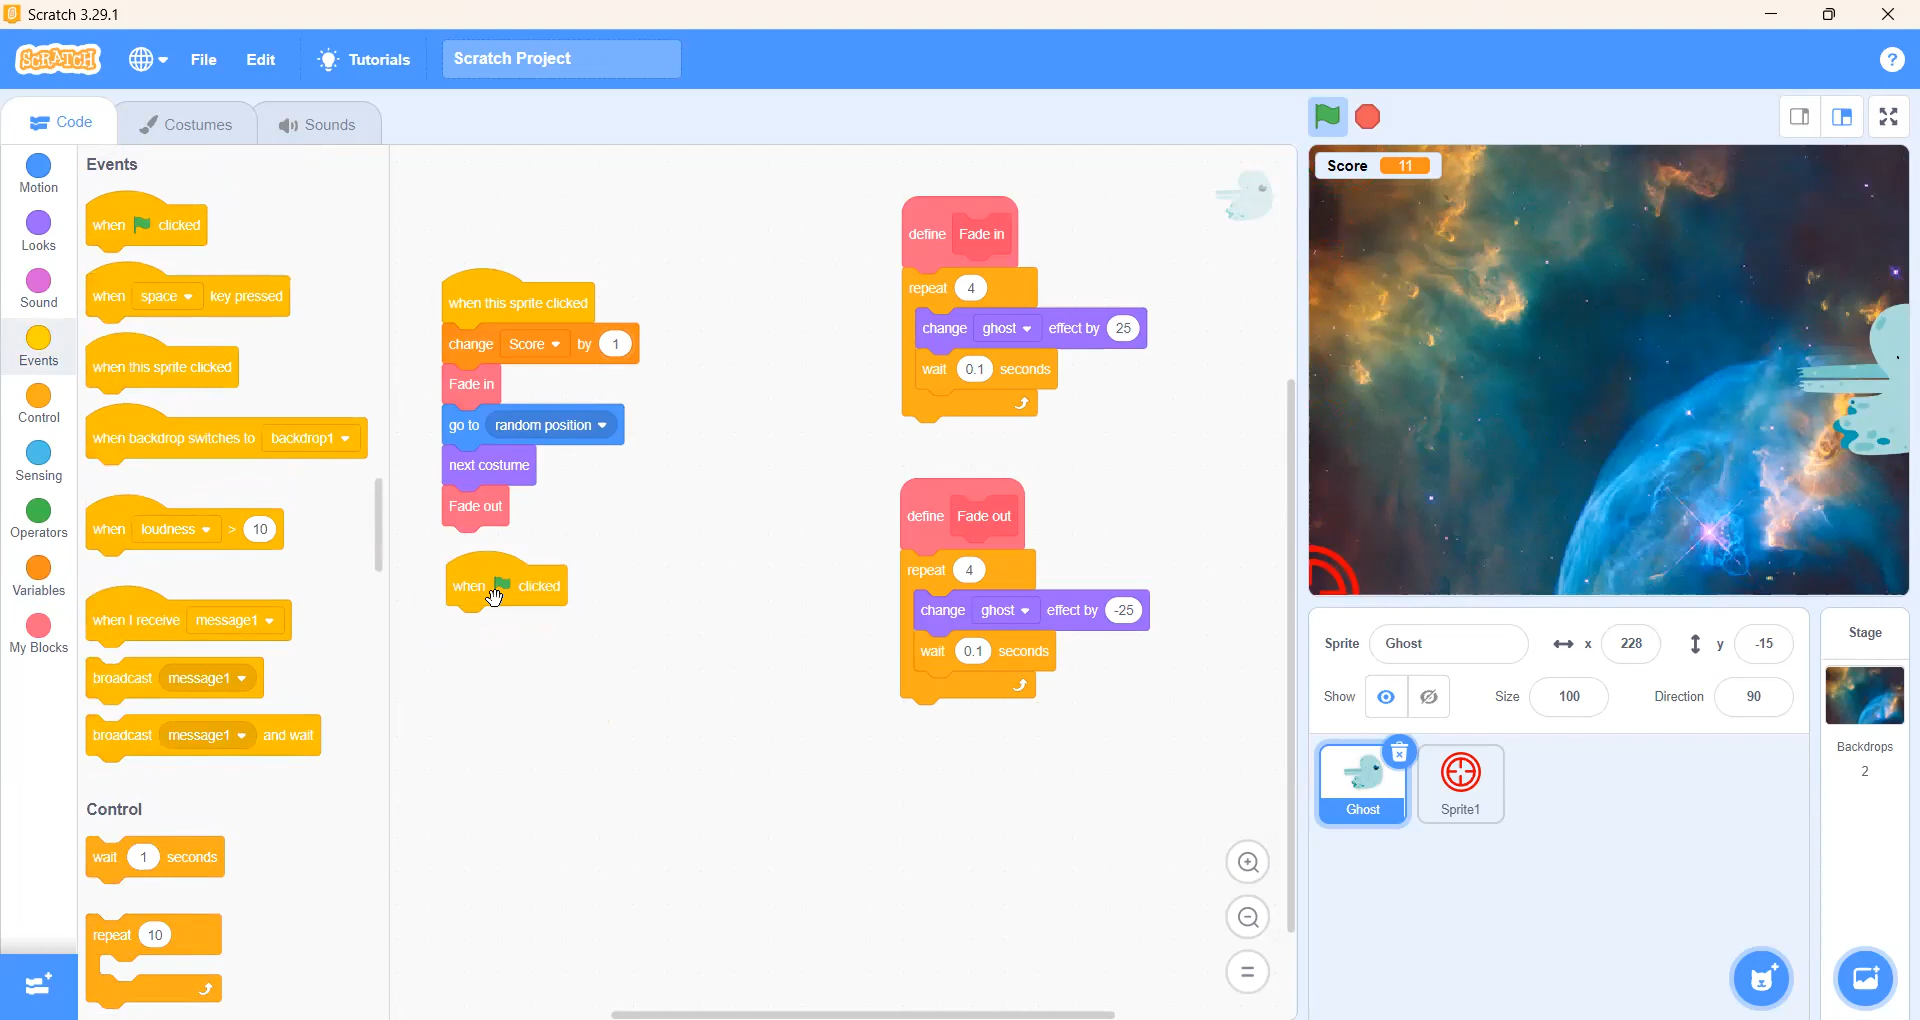 Scratch 3.29.1
SCRATCH
File
Edit
Tutorials
Scratch Project
?
Code
Costumes
Sounds
Motion
Looks
Sound
Events
Control
Sensing
Operators
Variables
My Blocks
Events
when clicked
when space key pressed
when this sprite clicked
when backdrop switches to backdrop1
when loudness > 10
when I receive message1
broadcast message1
broadcast message1 and wait
Control
wait 1 seconds
repeat 10
when this sprite clicked
change Score by 1
Fade in
go to random position
next costume
Fade out
when clicked
define Fade in
repeat 4
change ghost effect by 25
wait 0.1 seconds
define Fade out
repeat 4
change ghost effect by -25
wait 0.1 seconds
Score 11
Sprite Ghost x 228 y -15
Show Size 100 Direction 90
Ghost
Sprite1
Stage
Backdrops
2